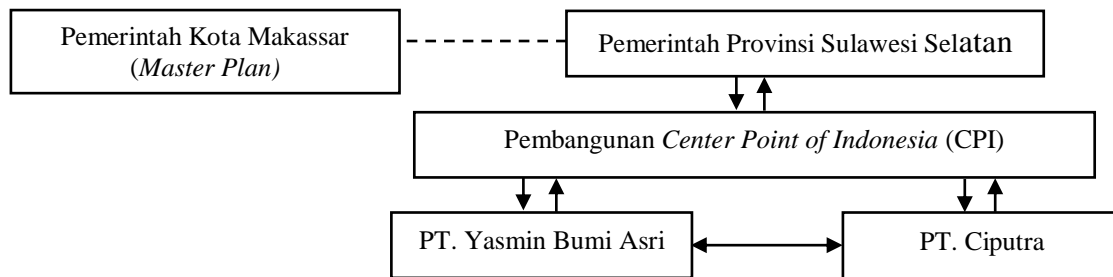 Pemerintah Kota Makassar
(Master Plan)
Pemerintah Provinsi Sulawesi Selatan
Pembangunan Center Point of Indonesia (CPI)
PT. Yasmin Bumi Asri
PT. Ciputra